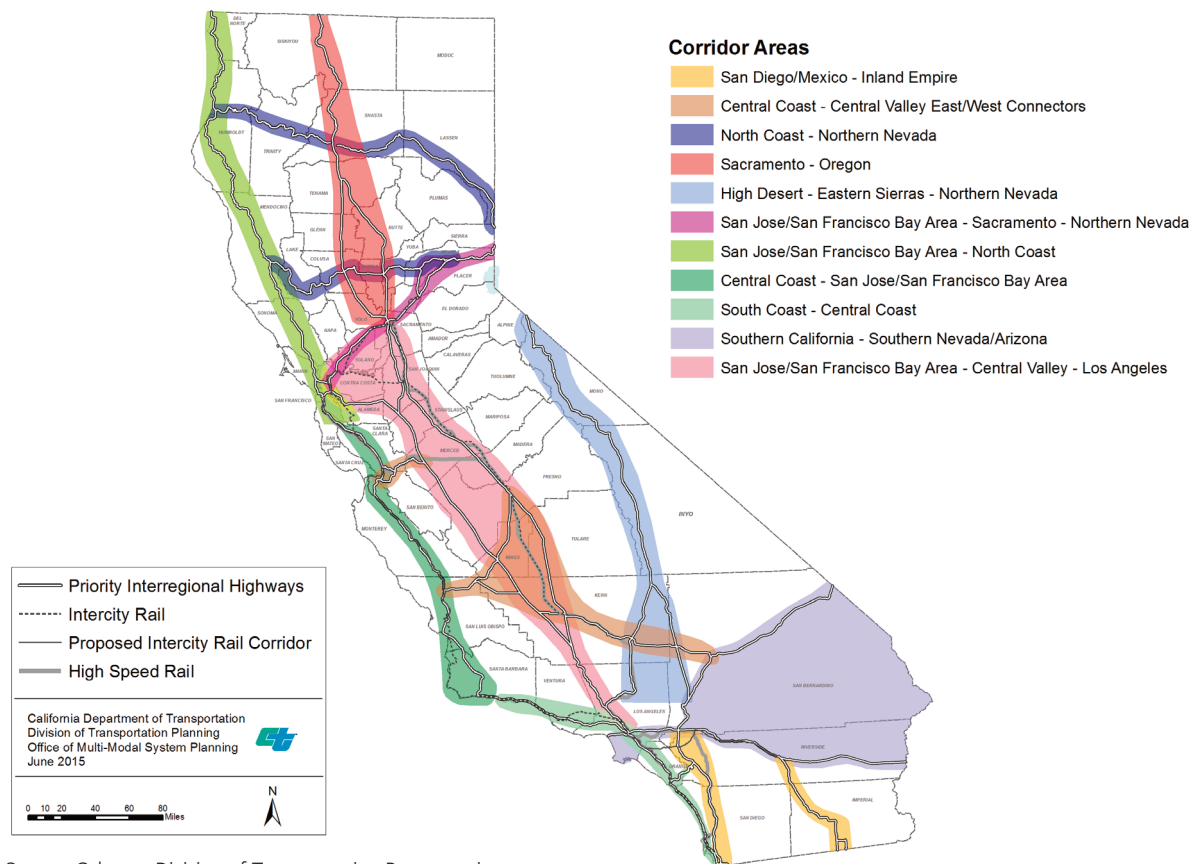 DEL
NORTE
SISKIYOU
MODOC
HUMBOLDT
TRINITY
SHASTA
LASSEN
TEHAMA
PLUMAS
MENDOCINO
GLENN
BUTTE
SIERRA
LAKE
COLUSA
YUBA
PLACER
SONOMA
NAPA
YOLO
SACRAMENTO
EL DORADO
AMADOR
ALPINE
SOLANO
CALAVERAS
MARIN
CONTRA COSTA
SAN JOAQUIN
TUOLUMNE
MONO
SAN FRANCISCO
ALAMEDA
STANISLAUS
MARIPOSA
SAN
MATEO
SANTA
CLARA
MERCED
MADERA
SANTA CRUZ
FRESNO
SAN BENITO
INYO
MONTEREY
TULARE
KINGS
KERN
SAN LUIS OBISPO
SANTA BARBARA
VENTURA
LOS ANGELES
SAN BERNARDINO
ORANGE
RIVERSIDE
SAN DIEGO
IMPERIAL
Corridor Areas
San Diego/Mexico - Inland Empire
Central Coast - Central Valley East/West Connectors
North Coast - Northern Nevada
Sacramento - Oregon
High Desert - Eastern Sierras - Northern Nevada
San Jose/San Francisco Bay Area - Sacramento - Northern Nevada
San Jose/San Francisco Bay Area - North Coast
Central Coast - San Jose/San Francisco Bay Area
South Coast - Central Coast
Southern California - Southern Nevada/Arizona
San Jose/San Francisco Bay Area - Central Valley - Los Angeles
Priority Interregional Highways
Intercity Rail
Proposed Intercity Rail Corridor
High Speed Rail
California Department of Transportation
Division of Transportation Planning
Office of Multi-Modal System Planning
June 2015
N
0 10 20 40 60 80
Miles